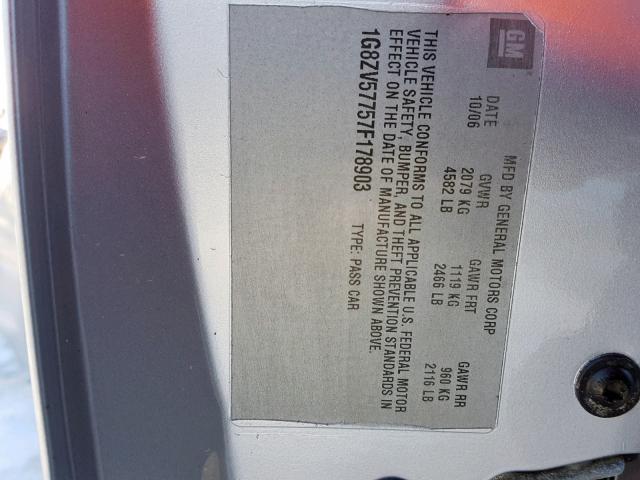 GM
MFD BY GENERAL MOTORS CORP
DATE GVWR GAWR FRT GAWR RR
10/06 2079 KG 1119 KG 960 KG
4582 LB 2466 LB 2116 LB
THIS VEHICLE CONFORMS TO ALL APPLICABLE U.S. FEDERAL MOTOR
VEHICLE SAFETY, BUMPER, AND THEFT PREVENTION STANDARDS IN
EFFECT ON THE DATE OF MANUFACTURE SHOWN ABOVE.
1G8ZV57757F178903 TYPE: PASS CAR